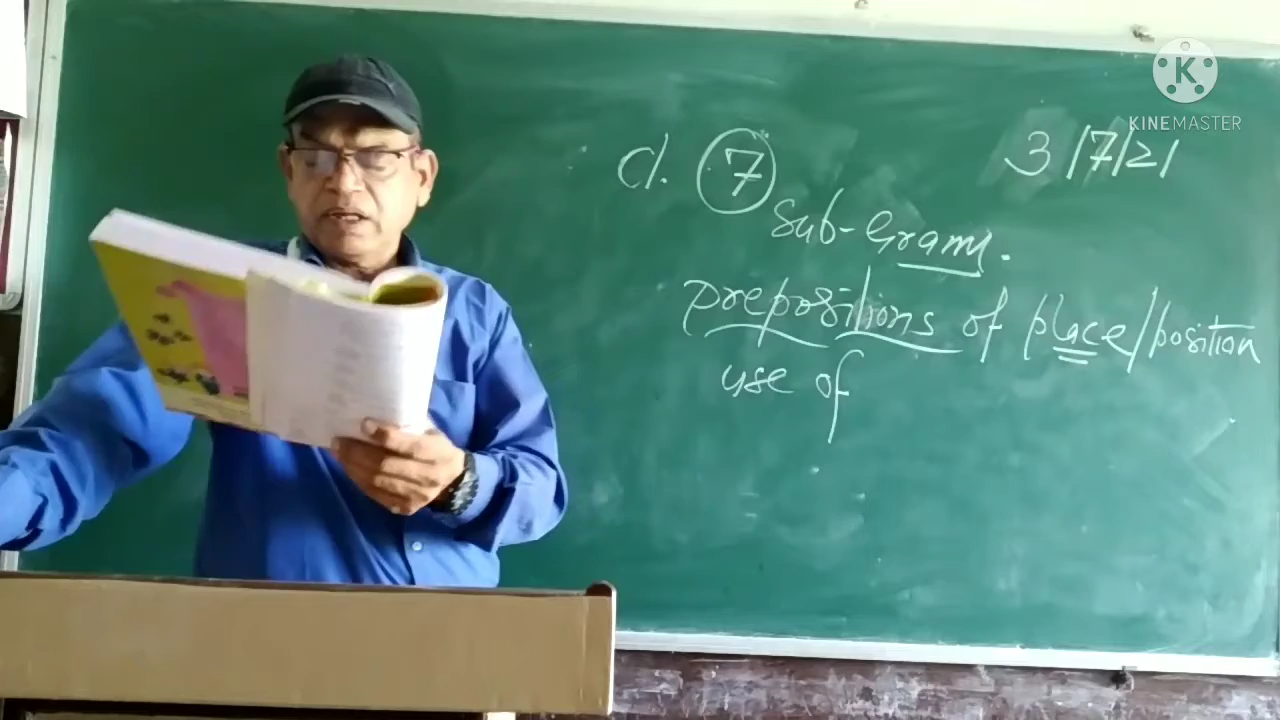 K
KINEMASTER
cl. 7 3/7/21
Sub-Gram.
prepositions of place/position
use of